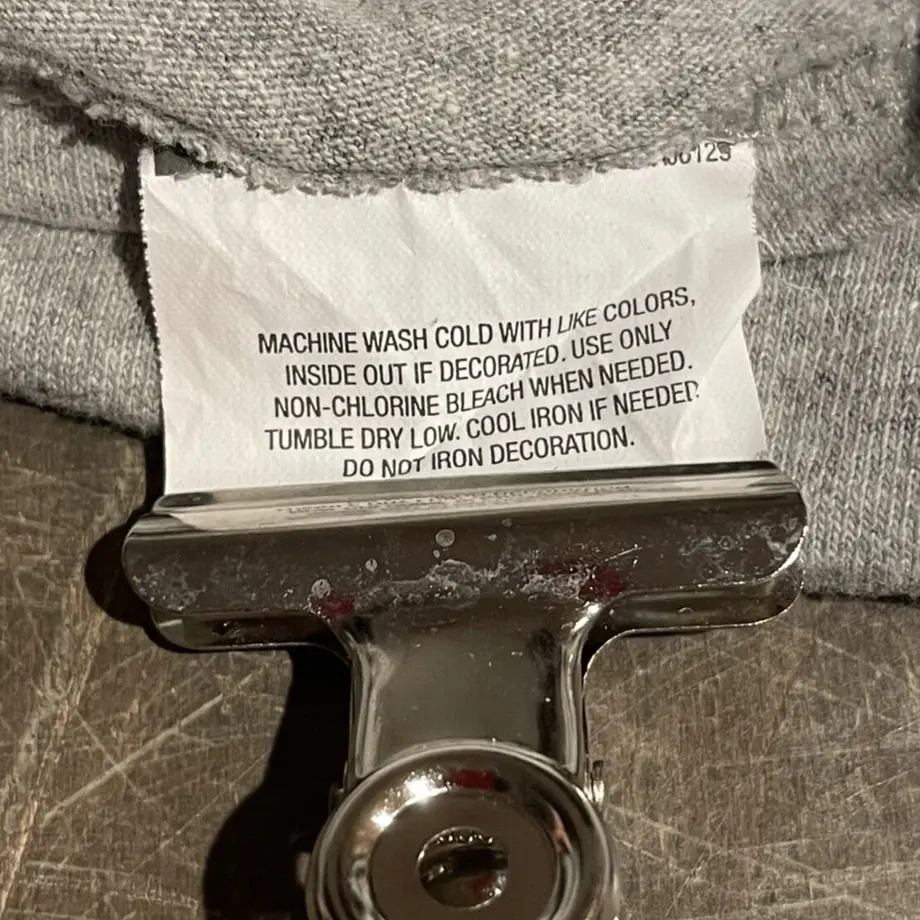 MACHINE WASH COLD WITH LIKE COLORS,
INSIDE OUT IF DECORATED. USE ONLY
NON-CHLORINE BLEACH WHEN NEEDED.
TUMBLE DRY LOW. COOL IRON IF NEEDED.
DO NOT IRON DECORATION.